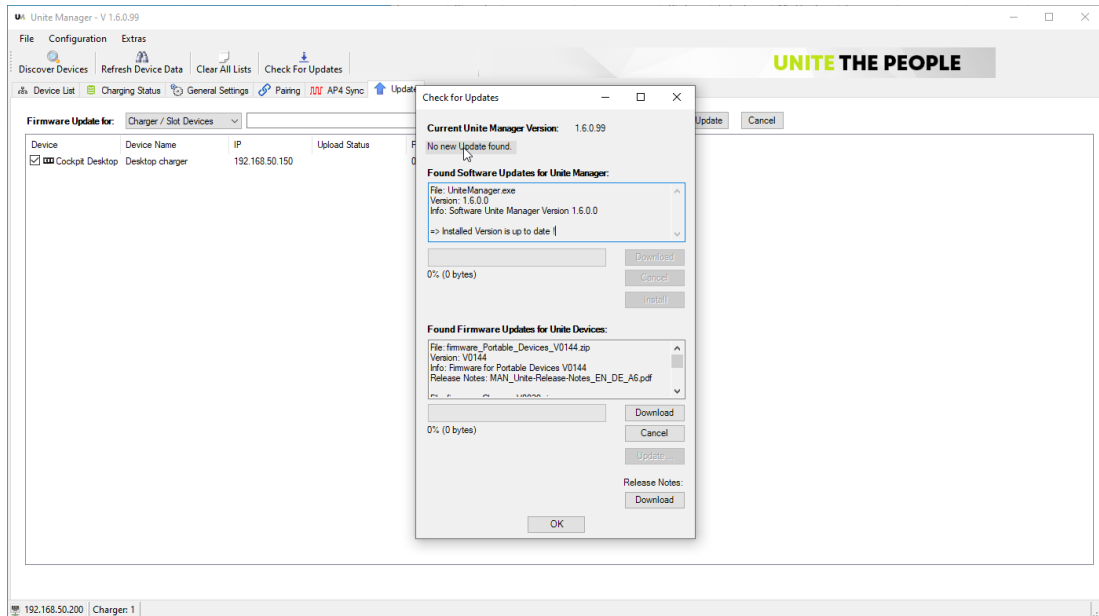 Unite Manager - V 1.6.0.99
File Configuration Extras
Discover Devices Refresh Device Data Clear All Lists Check For Updates
UNITE THE PEOPLE
Device List Charging Status General Settings Pairing AP4 Sync Update
Firmware Update for: Charger / Slot Devices Update Cancel
Device Device Name IP Upload Status
Cockpit Desktop Desktop charger 192.168.50.150
Check for Updates
Current Unite Manager Version: 1.6.0.99
No new Update found.
Found Software Updates for Unite Manager:
File: UniteManager.exe
Version: 1.6.0.0
Info: Software Unite Manager Version 1.6.0.0
=> Installed Version is up to date !
Download
0% (0 bytes)
Cancel
Install
Found Firmware Updates for Unite Devices:
File: firmware_Portable_Devices_V0144.zip
Version: V0144
Info: Firmware for Portable Devices V0144
Release Notes: MAN_Unite-Release-Notes_EN_DE_A6.pdf
Download
0% (0 bytes)
Cancel
Update ...
Release Notes:
Download
OK
192.168.50.200 Charger: 1